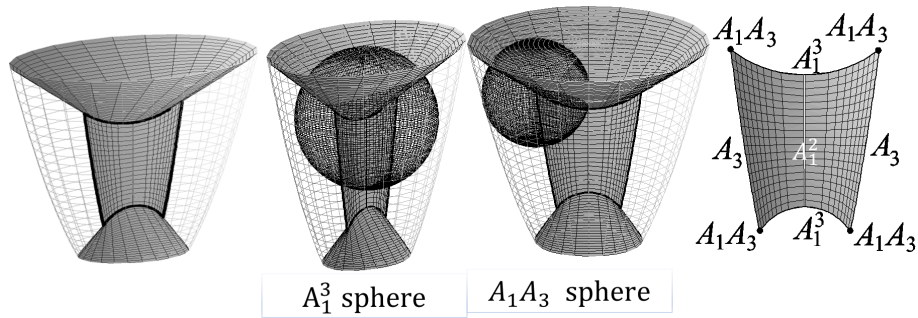 A₁A₃ A₁A₃
A₁³
A₃ A₁² A₃
A₁A₃ A₁³ A₁A₃
A₁³ sphere
A₁A₃ sphere